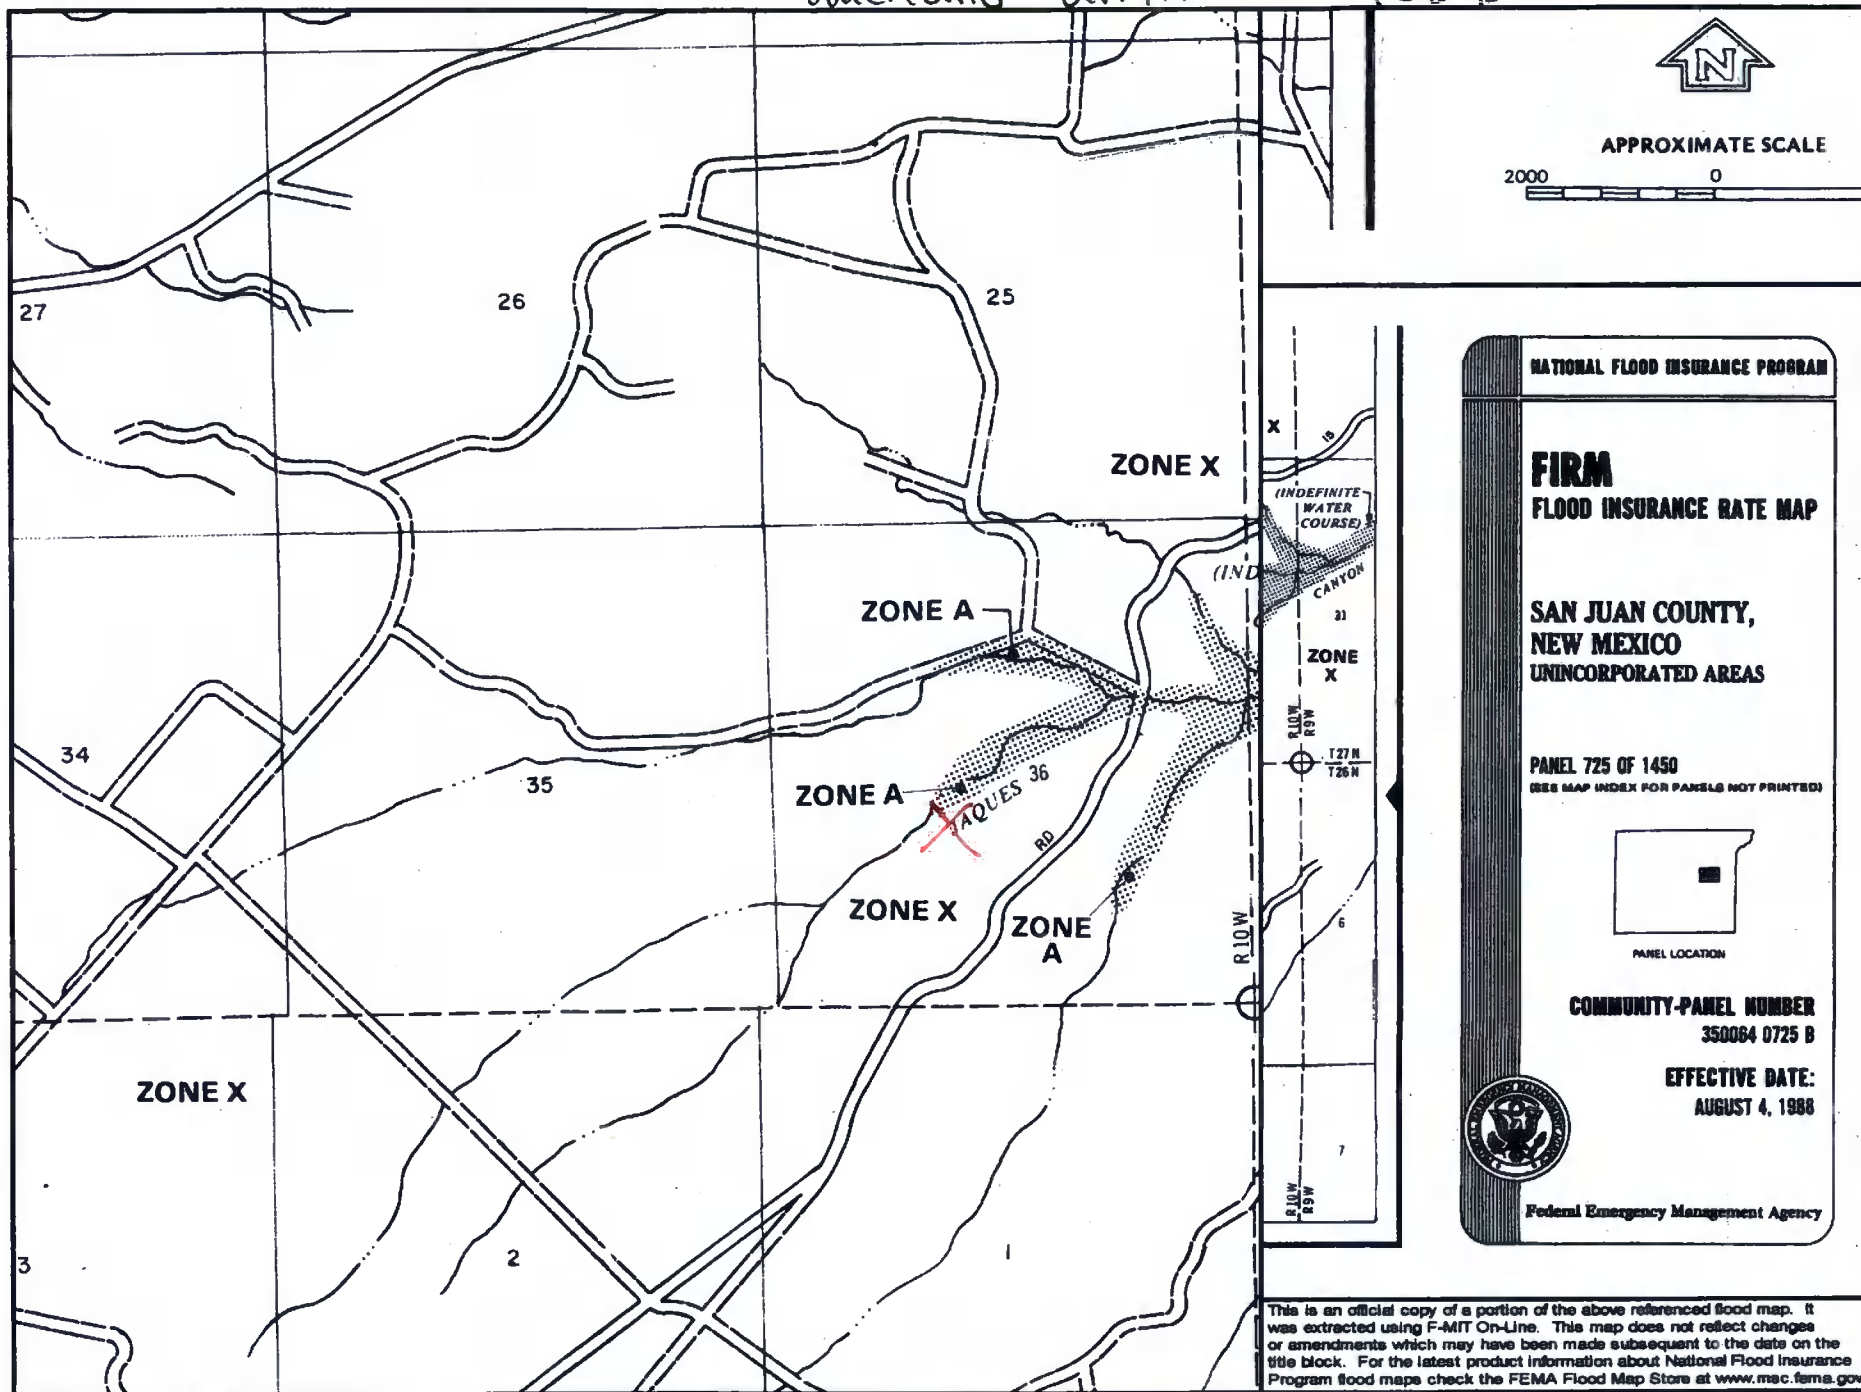 N
APPROXIMATE SCALE
2000 0
27
26
25
ZONE X
X
15
(INDEFINITE
WATER
COURSE)
(IND
CANYON
31
ZONE A
ZONE
X
R10W
R9W
T27N
T26N
34
35
ZONE A
JAQUES 36
RD
ZONE X
ZONE
A
R10W
6
ZONE X
7
R10W
R9W
3
2
1
NATIONAL FLOOD INSURANCE PROGRAM
FIRM
FLOOD INSURANCE RATE MAP
SAN JUAN COUNTY,
NEW MEXICO
UNINCORPORATED AREAS
PANEL 725 OF 1450
(SEE MAP INDEX FOR PANELS NOT PRINTED)
PANEL LOCATION
COMMUNITY-PANEL NUMBER
350064 0725 B
EFFECTIVE DATE:
AUGUST 4, 1988
Federal Emergency Management Agency
This is an official copy of a portion of the above referenced flood map. It
was extracted using F-MIT On-Line. This map does not reflect changes
or amendments which may have been made subsequent to the date on the
title block. For the latest product information about National Flood Insurance
Program flood maps check the FEMA Flood Map Store at www.msc.fema.gov